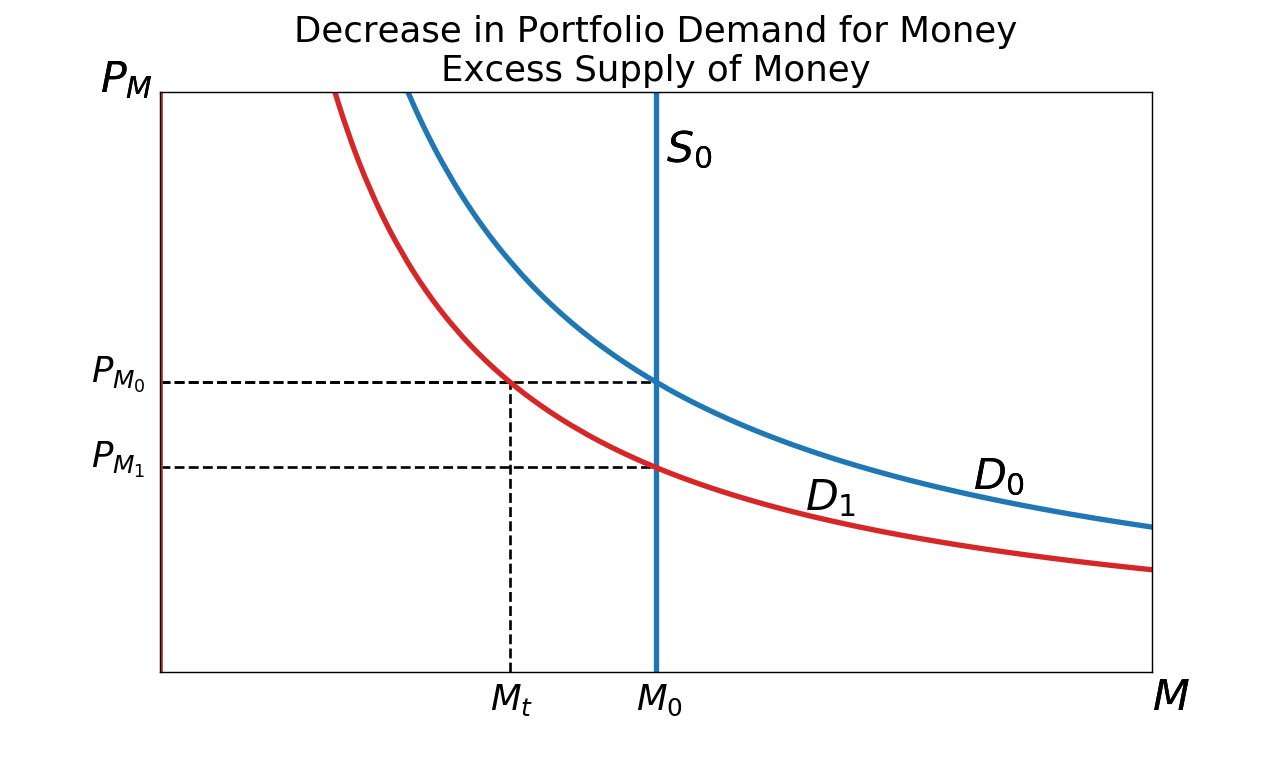 Decrease in Portfolio Demand for Money
Excess Supply of Money
P_M
S_0
P_{M_0}
P_{M_1}
D_0
D_1
M_t
M_0
M